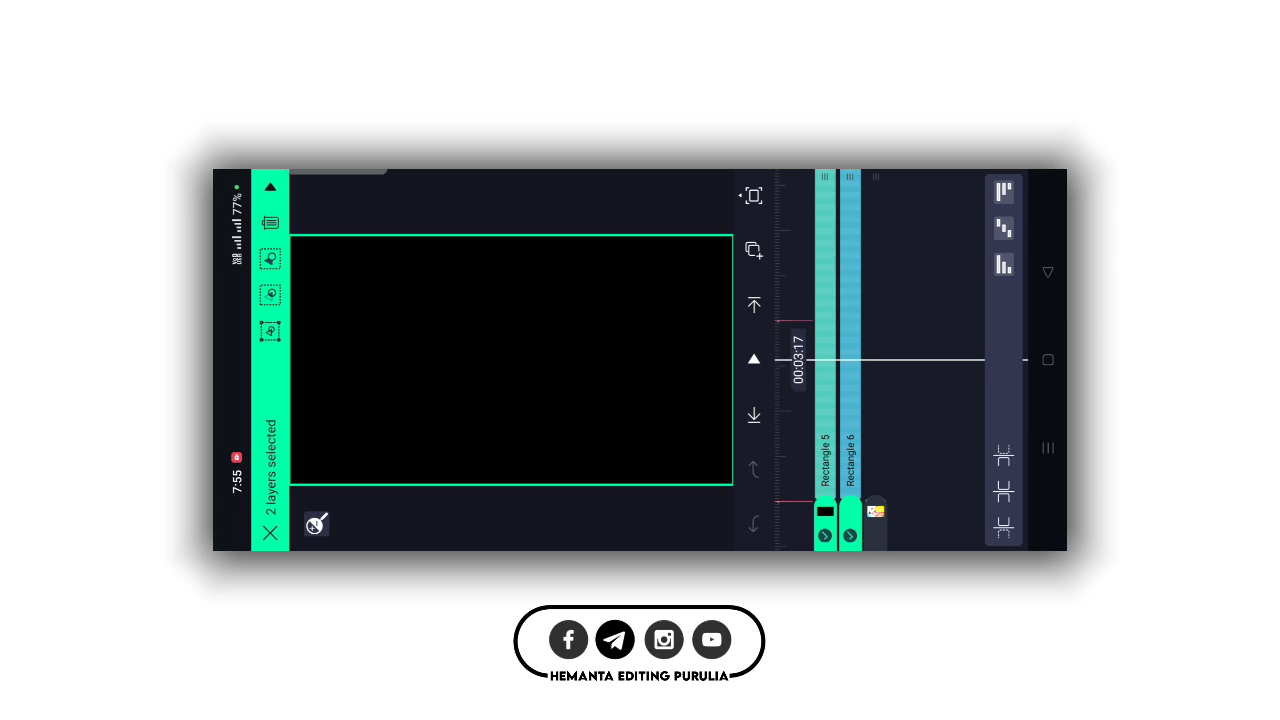 7:55
77%
2 layers selected
00:03:17
Rectangle 5
Rectangle 6
HEMANTA EDITING PURULIA